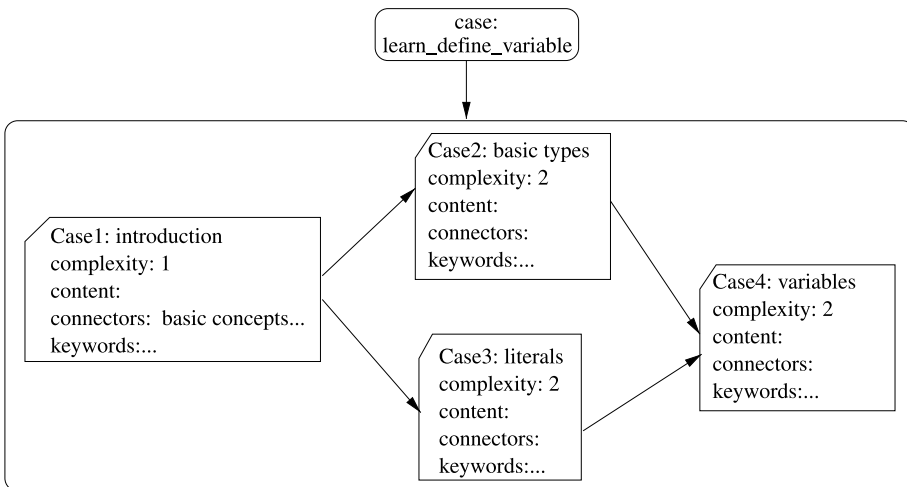 case:
learn_define_variable
Case1: introduction
complexity: 1
content:
connectors:  basic concepts...
keywords:...
Case2: basic types
complexity: 2
content:
connectors:
keywords:...
Case3: literals
complexity: 2
content:
connectors:
keywords:...
Case4: variables
complexity: 2
content:
connectors:
keywords:...